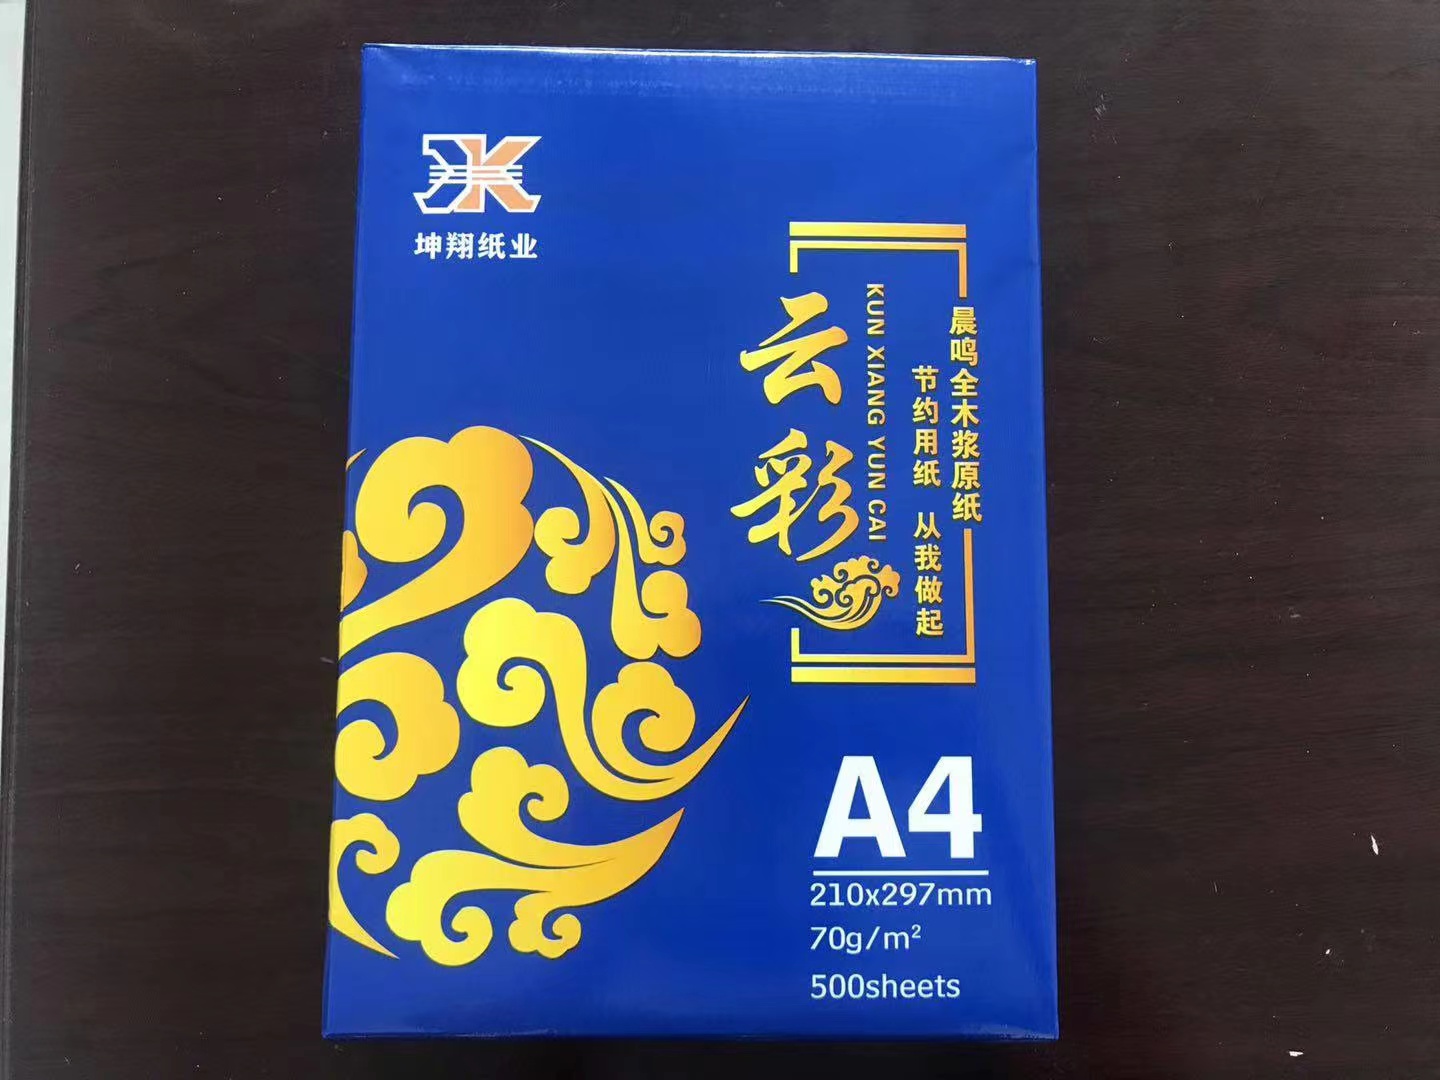 坤翔纸业
晨鸣全木浆原纸
节约用纸 从我做起
KUN XIANG YUN CAI
云彩
A4
210x297mm
70g/m²
500sheets